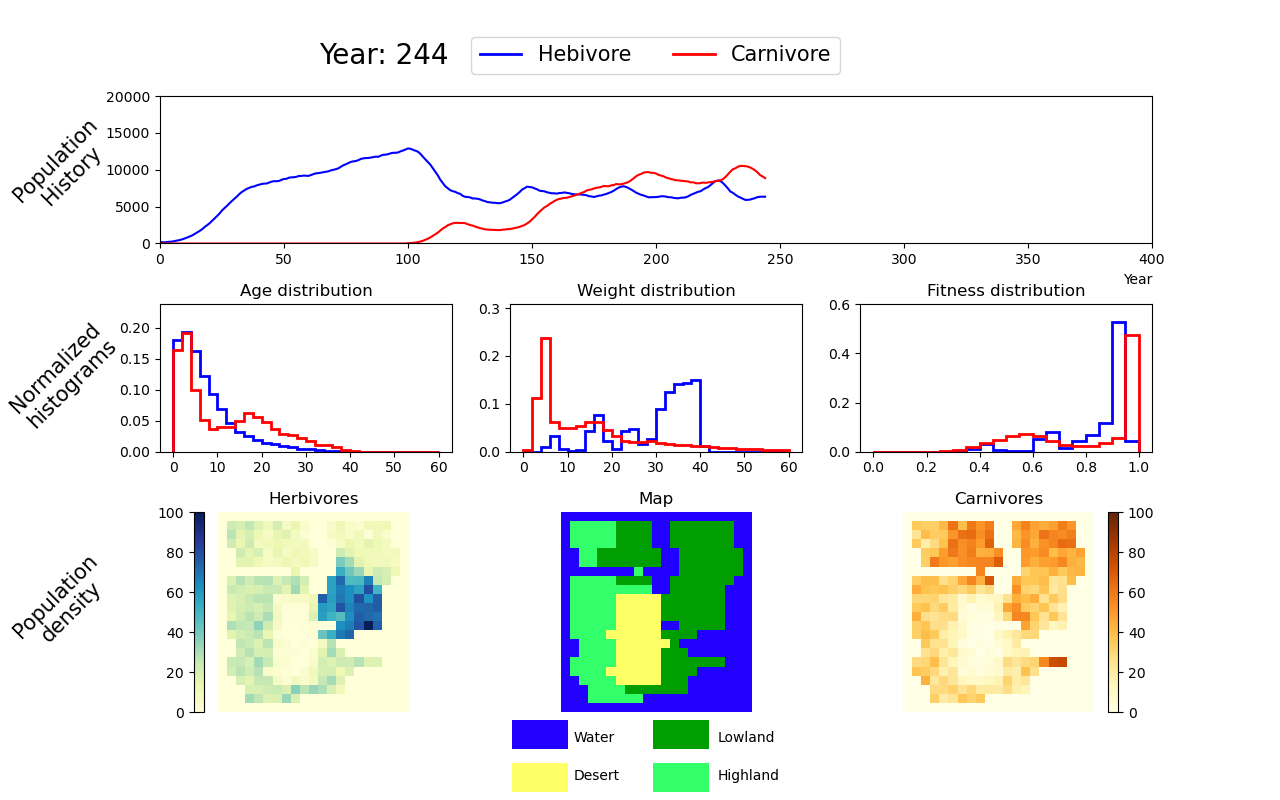 Year: 244
Hebivore
Carnivore
Population
History
20000
15000
10000
5000
0
0 50 100 150 200 250 300 350 400
Year
Normalized
histograms
Age distribution
0.20
0.15
0.10
0.05
0.00
0 10 20 30 40 50 60
Weight distribution
0.3
0.2
0.1
0.0
0 10 20 30 40 50 60
Fitness distribution
0.6
0.4
0.2
0.0
0.0 0.2 0.4 0.6 0.8 1.0
Population
density
Herbivores
100
80
60
40
20
0
Map
Carnivores
100
80
60
40
20
0
Water
Lowland
Desert
Highland